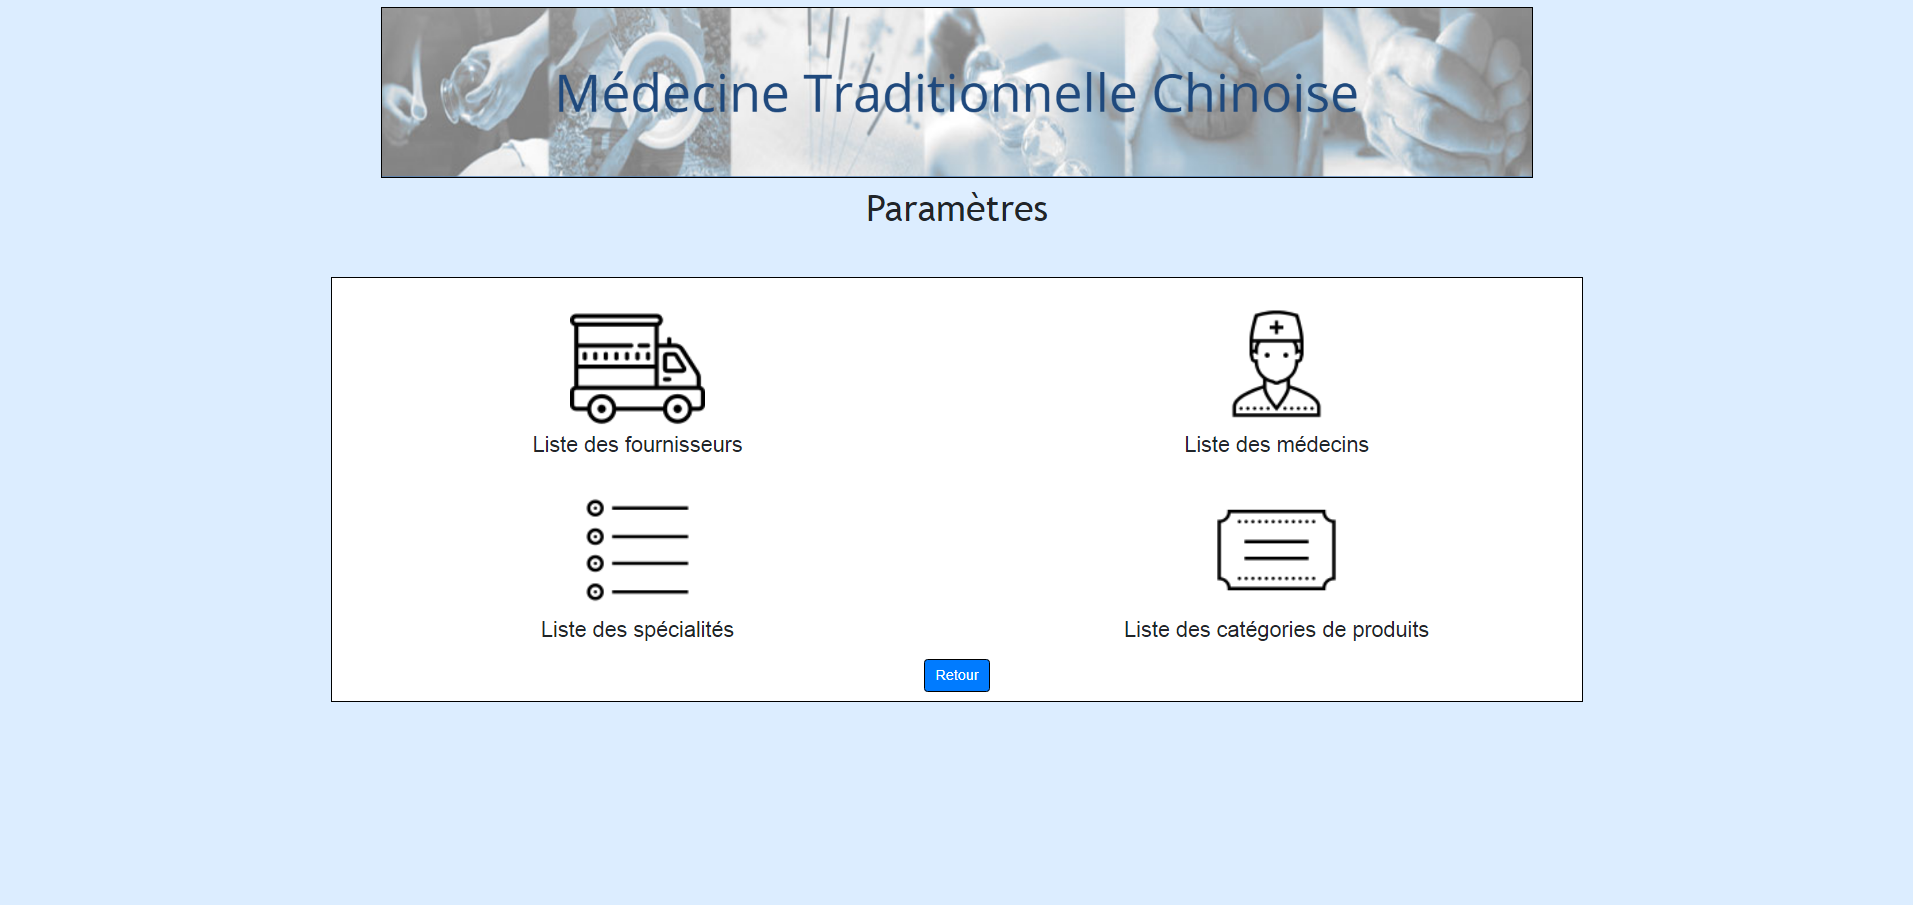 Médecine Traditionnelle Chinoise
Paramètres
Liste des fournisseurs
Liste des médecins
Liste des spécialités
Liste des catégories de produits
Retour